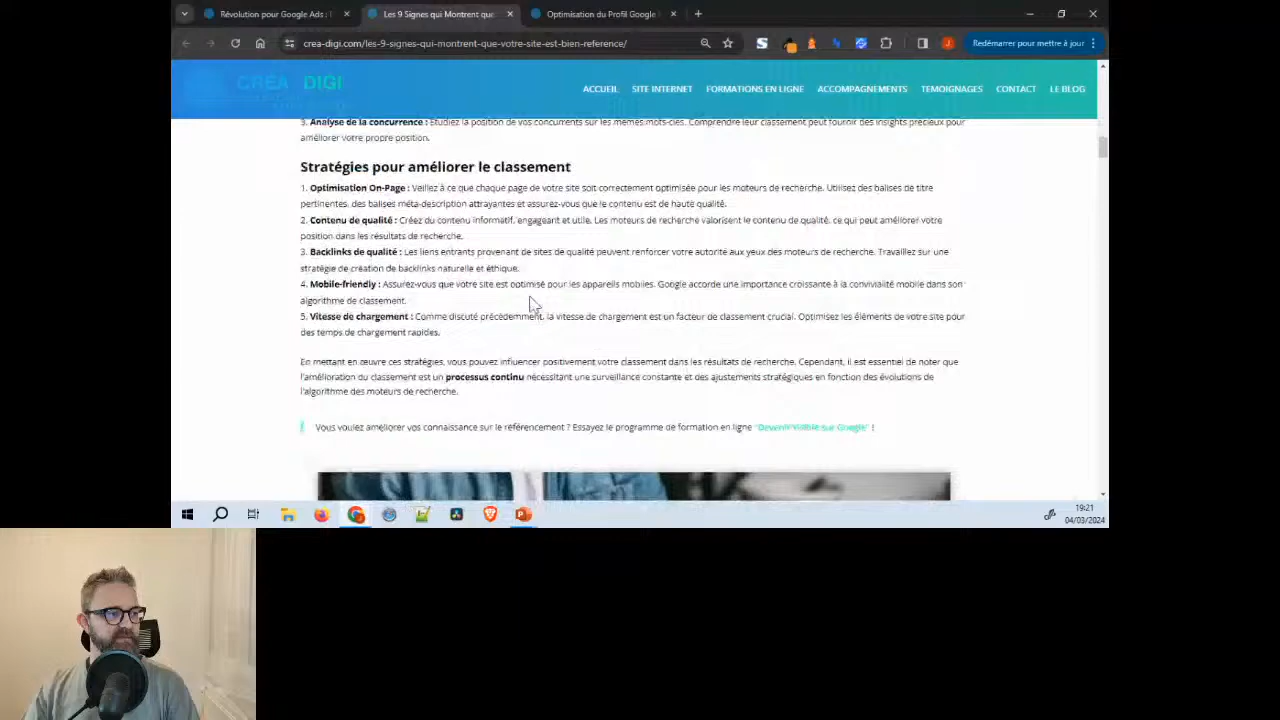 Révolution pour Google Ads :
Les 9 Signes qui Montrent que
Optimisation du Profil Google
crea-digi.com/les-9-signes-qui-montrent-que-votre-site-est-bien-reference/
Redémarrer pour mettre à jour
CREA DIGI
ACCUEIL SITE INTERNET FORMATIONS EN LIGNE ACCOMPAGNEMENTS TEMOIGNAGES CONTACT LE BLOG
3. Analyse de la concurrence : Étudiez la position de vos concurrents sur les mêmes mots-clés. Comprendre leur classement peut fournir des insights précieux pour
améliorer votre propre position.
Stratégies pour améliorer le classement
1. Optimisation On-Page : Veillez à ce que chaque page de votre site soit correctement optimisée pour les moteurs de recherche. Utilisez des balises de titre
pertinentes, des balises méta-description attrayantes et assurez-vous que le contenu est de haute qualité.
2. Contenu de qualité : Créez du contenu informatif, engageant et utile. Les moteurs de recherche valorisent le contenu de qualité, ce qui peut améliorer votre
position dans les résultats de recherche.
3. Backlinks de qualité : Les liens entrants provenant de sites de qualité peuvent renforcer votre autorité aux yeux des moteurs de recherche. Travaillez sur une
stratégie de création de backlinks naturelle et éthique.
4. Mobile-friendly : Assurez-vous que votre site est optimisé pour les appareils mobiles. Google accorde une importance croissante à la convivialité mobile dans son
algorithme de classement.
5. Vitesse de chargement : Comme discuté précédemment, la vitesse de chargement est un facteur de classement crucial. Optimisez les éléments de votre site pour
des temps de chargement rapides.
En mettant en œuvre ces stratégies, vous pouvez influencer positivement votre classement dans les résultats de recherche. Cependant, il est essentiel de noter que
l'amélioration du classement est un processus continu nécessitant une surveillance constante et des ajustements stratégiques en fonction des évolutions de
l'algorithme des moteurs de recherche.
Vous voulez améliorer vos connaissance sur le référencement ? Essayez le programme de formation en ligne "Devenir Visible sur Google" !
19:21
04/03/2024